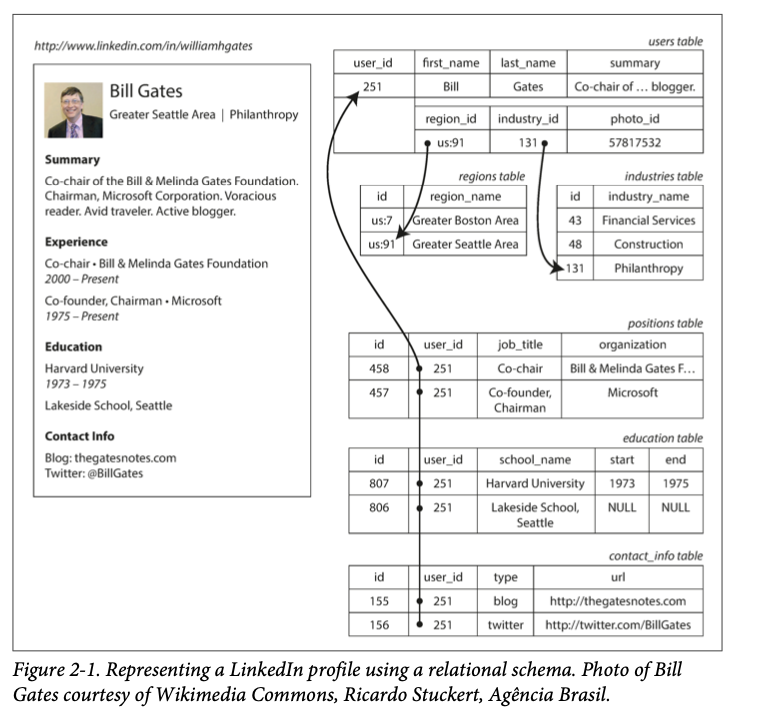 http://www.linkedin.com/in/williamhgates
Bill Gates
Greater Seattle Area | Philanthropy
Summary
Co-chair of the Bill & Melinda Gates Foundation.
Chairman, Microsoft Corporation. Voracious
reader. Avid traveler. Active blogger.
Experience
Co-chair • Bill & Melinda Gates Foundation
2000 – Present
Co-founder, Chairman • Microsoft
1975 – Present
Education
Harvard University
1973 – 1975
Lakeside School, Seattle
Contact Info
Blog: thegatesnotes.com
Twitter: @BillGates
users table
user_id first_name last_name summary
251 Bill Gates Co-chair of … blogger.
region_id industry_id photo_id
us:91 131 57817532
regions table
id region_name
us:7 Greater Boston Area
us:91 Greater Seattle Area
industries table
id industry_name
43 Financial Services
48 Construction
131 Philanthropy
positions table
id user_id job_title organization
458 251 Co-chair Bill & Melinda Gates F…
457 251 Co-founder, Microsoft
Chairman
education table
id user_id school_name start end
807 251 Harvard University 1973 1975
806 251 Lakeside School, NULL NULL
Seattle
contact_info table
id user_id type url
155 251 blog http://thegatesnotes.com
156 251 twitter http://twitter.com/BillGates
Figure 2-1. Representing a LinkedIn profile using a relational schema. Photo of Bill
Gates courtesy of Wikimedia Commons, Ricardo Stuckert, Agência Brasil.